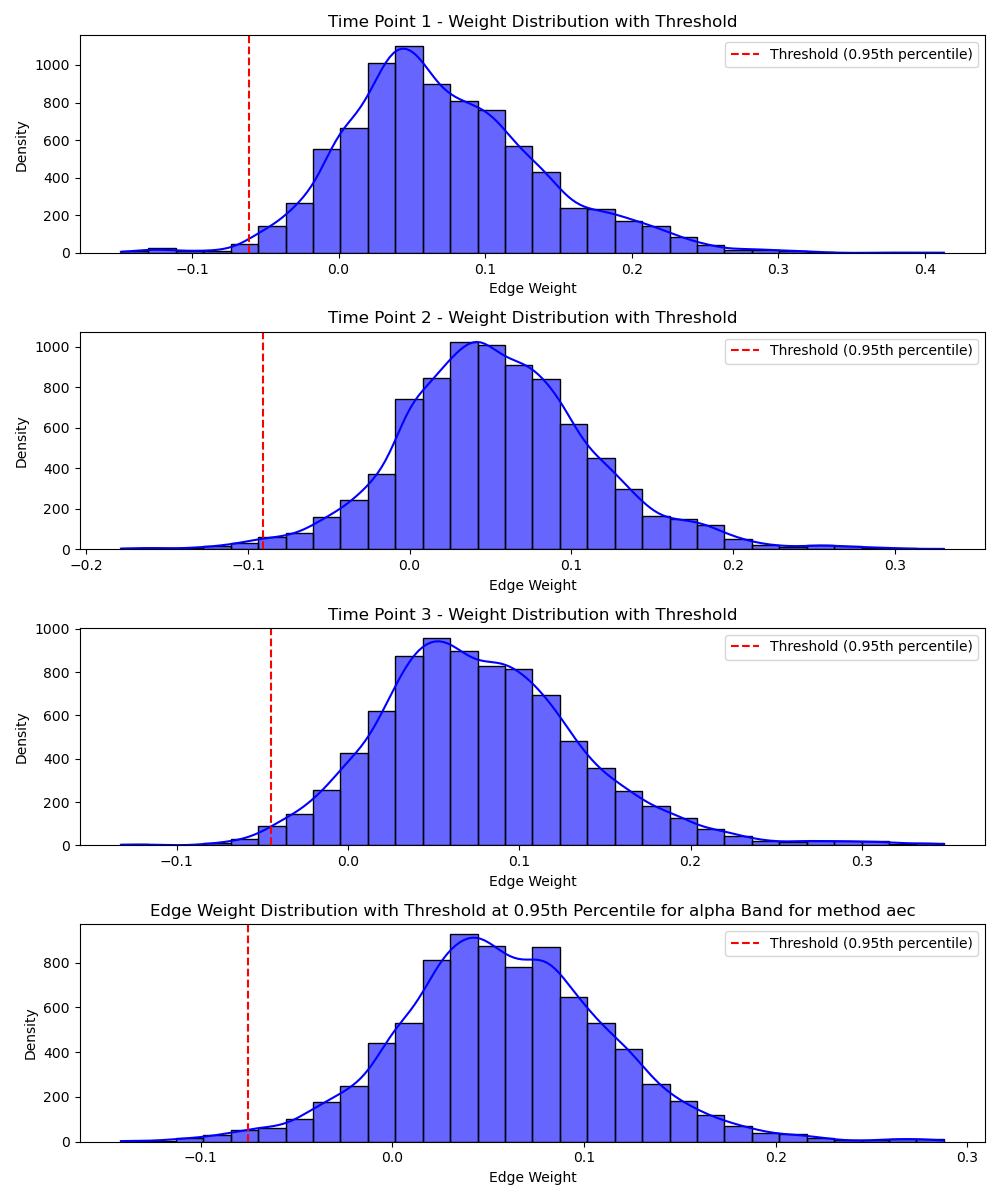 Time Point 1 - Weight Distribution with Threshold
Threshold (0.95th percentile)
Density
1000
800
600
400
200
0
−0.1 0.0 0.1 0.2 0.3 0.4
Edge Weight
Time Point 2 - Weight Distribution with Threshold
Threshold (0.95th percentile)
Density
1000
800
600
400
200
0
−0.2 −0.1 0.0 0.1 0.2 0.3
Edge Weight
Time Point 3 - Weight Distribution with Threshold
Threshold (0.95th percentile)
Density
1000
800
600
400
200
0
−0.1 0.0 0.1 0.2 0.3
Edge Weight
Edge Weight Distribution with Threshold at 0.95th Percentile for alpha Band for method aec
Threshold (0.95th percentile)
Density
800
600
400
200
0
−0.1 0.0 0.1 0.2 0.3
Edge Weight